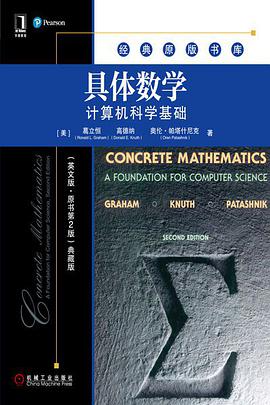 Pearson
经典原版书库
具体数学
计算机科学基础
[美] 葛立恒 高德纳 奥伦·帕塔什尼克 著
(Ronald L. Graham) (Donald E. Knuth) (Oren Patashnik)
(英文版·原书第2版) 典藏版
Concrete Mathematics
A Foundation for Computer Science, Second Edition
CONCRETE MATHEMATICS
A FOUNDATION FOR COMPUTER SCIENCE
GRAHAM KNUTH PATASHNIK
SECOND EDITION
Σ
机械工业出版社
China Machine Press